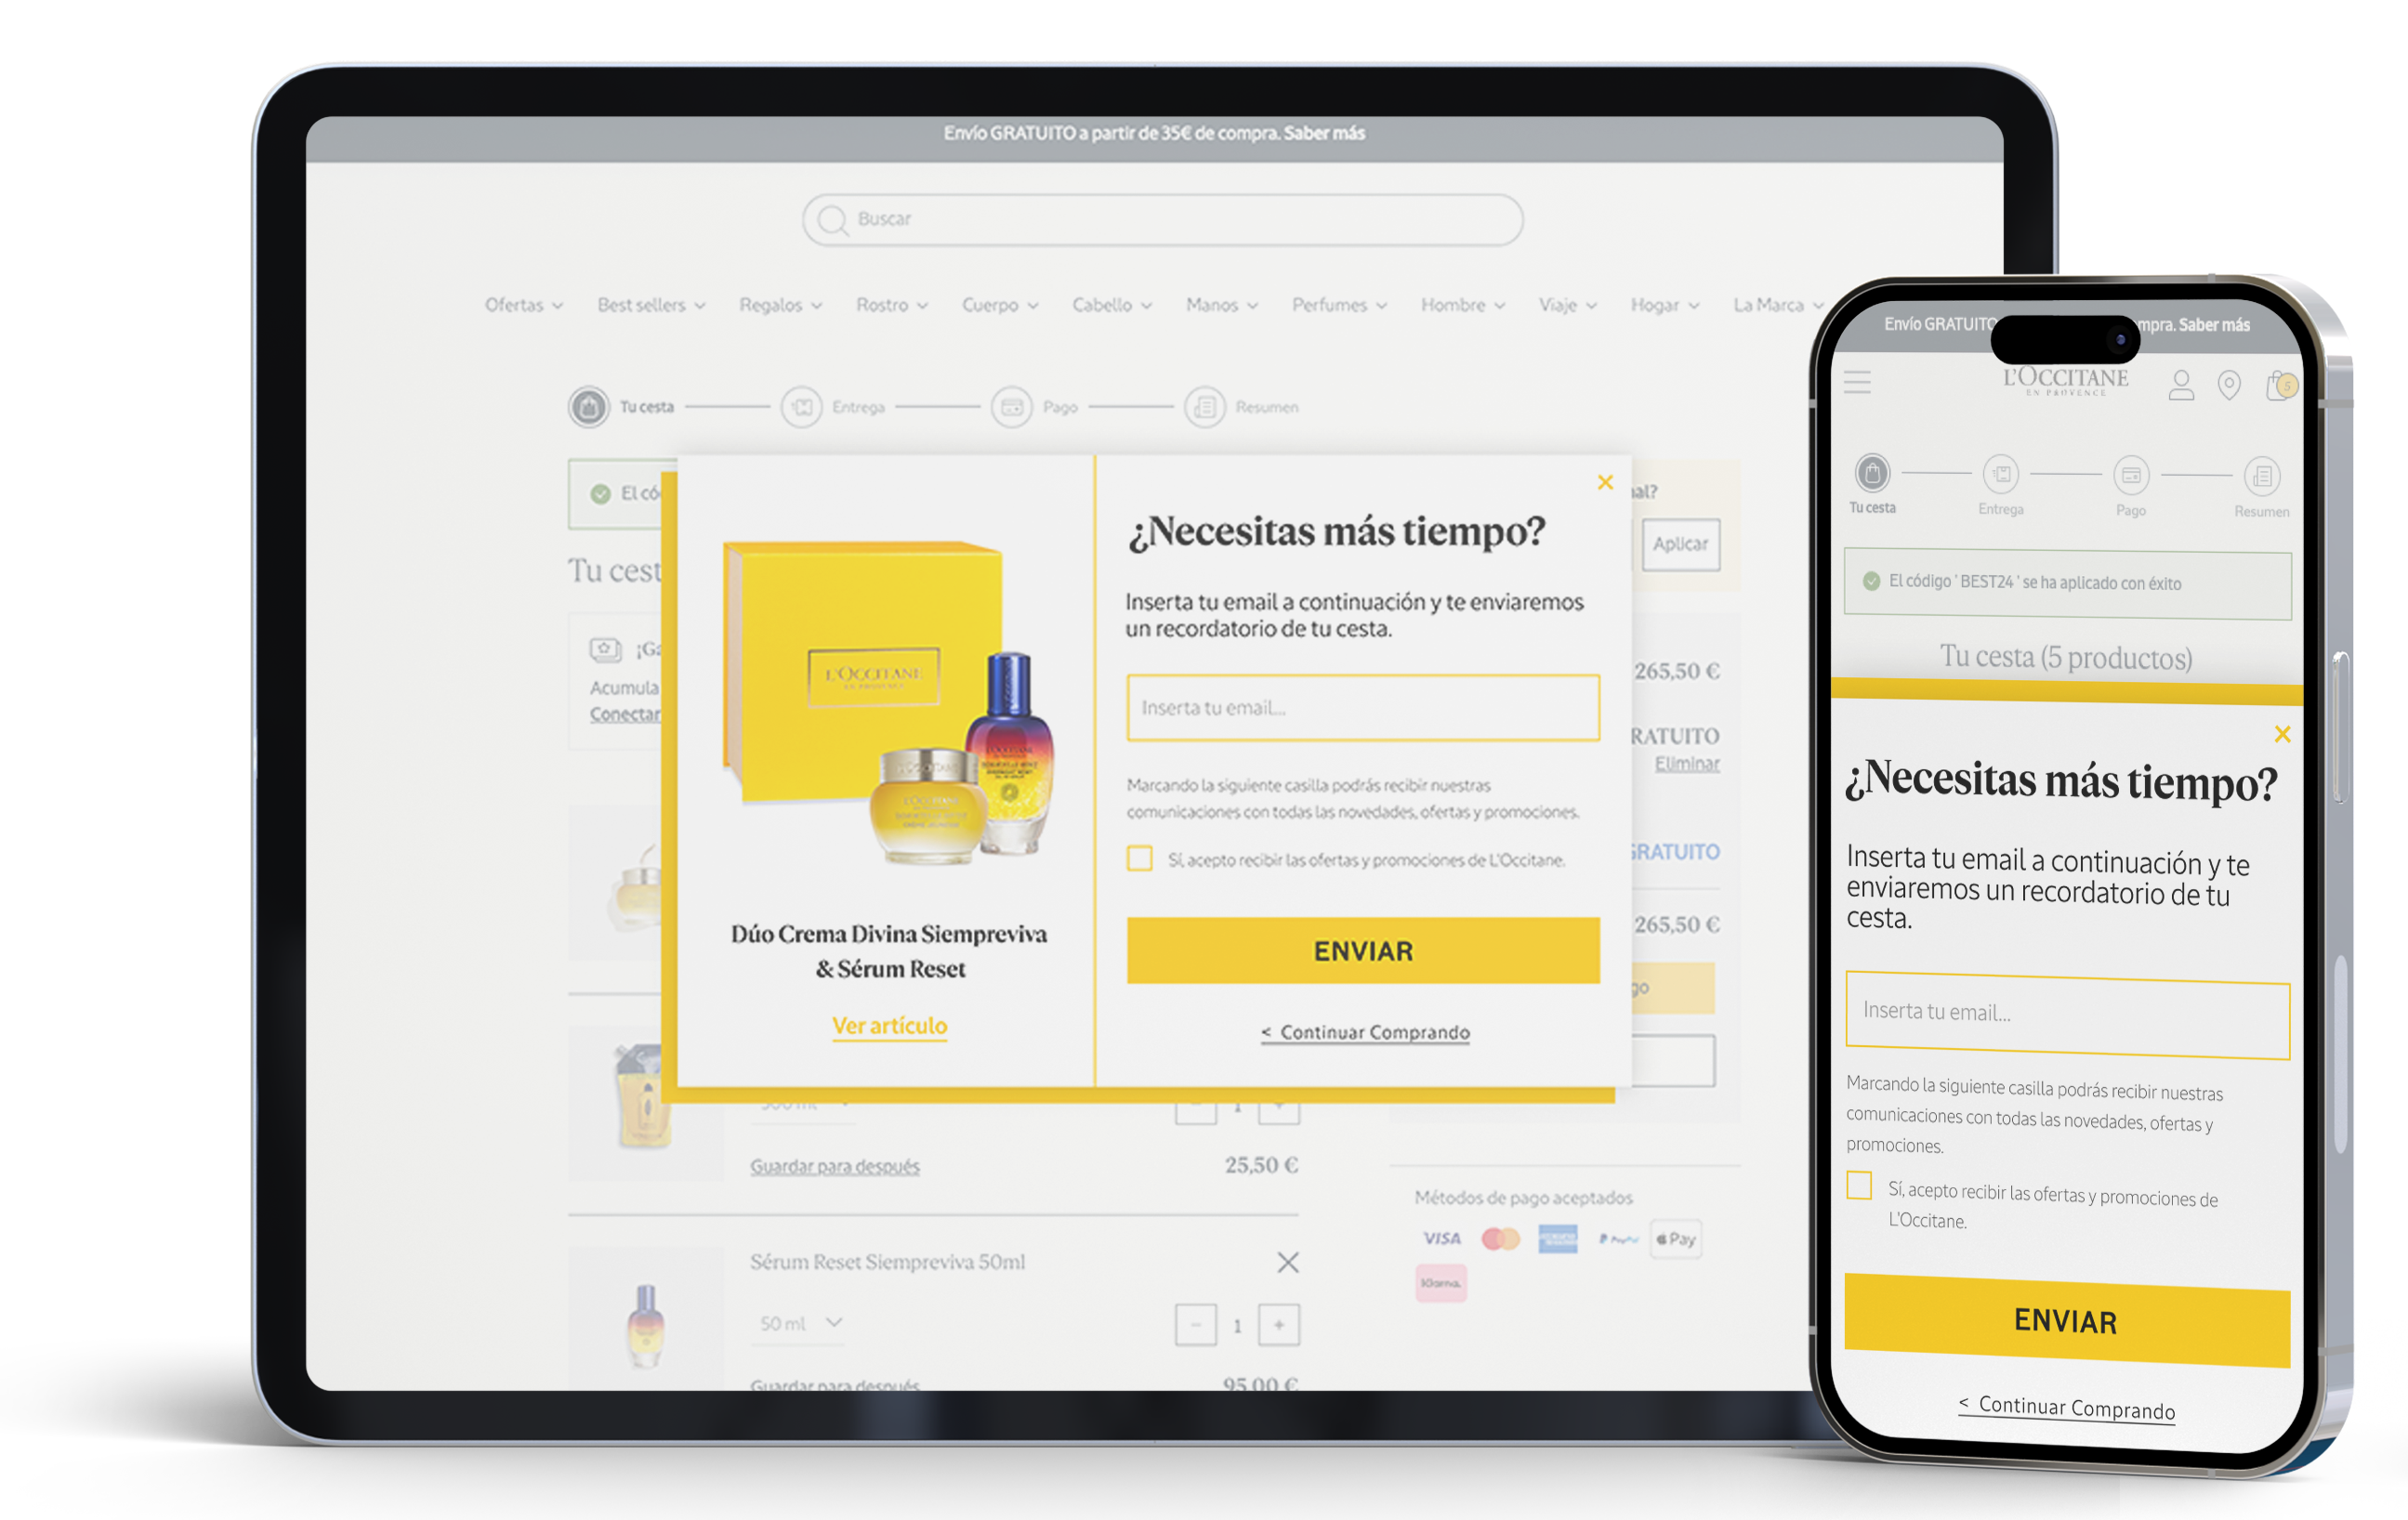 Envío GRATUITO a partir de 35€ de compra. Saber más
Buscar
Ofertas
Best sellers
Regalos
Rostro
Cuerpo
Cabello
Manos
Perfumes
Hombre
Viaje
Hogar
La Marca
Tu cesta
Entrega
Pago
Resumen
El có
Tu cest
¡Ga
Acumula
Conectar
L'OCCITANE
EN PROVENCE
Dúo Crema Divina Siempreviva
& Sérum Reset
Ver artículo
×
¿Necesitas más tiempo?
Inserta tu email a continuación y te enviaremos
un recordatorio de tu cesta.
Inserta tu email...
Marcando la siguiente casilla podrás recibir nuestras
comunicaciones con todas las novedades, ofertas y promociones.
Sí, acepto recibir las ofertas y promociones de L'Occitane.
ENVIAR
< Continuar Comprando
nal?
Aplicar
265,50 €
RATUITO
Eliminar
GRATUITO
265,50 €
go
- 1 +
Guardar para después
25,50 €
Sérum Reset Siempreviva 50ml
50 ml
- 1 +
Guardar para después
95,00 €
Métodos de pago aceptados
VISA
PayPal
Pay
Klarna.
Envío GRATUITO
mpra. Saber más
L'OCCITANE
EN PROVENCE
5
Tu cesta
Entrega
Pago
Resumen
El código ' BEST24 ' se ha aplicado con éxito
Tu cesta (5 productos)
×
¿Necesitas más tiempo?
Inserta tu email a continuación y te
enviaremos un recordatorio de tu
cesta.
Inserta tu email...
Marcando la siguiente casilla podrás recibir nuestras
comunicaciones con todas las novedades, ofertas y
promociones.
Sí, acepto recibir las ofertas y promociones de
L'Occitane.
ENVIAR
< Continuar Comprando